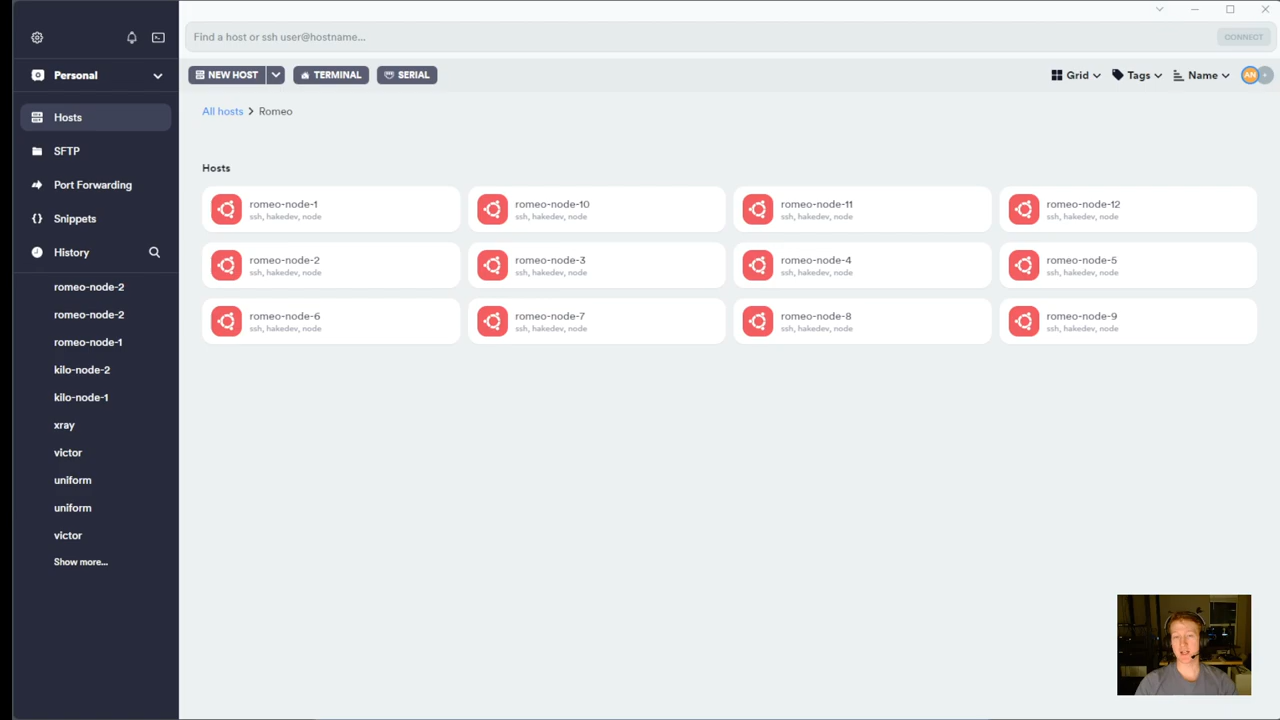 Find a host or ssh user@hostname...
CONNECT
Personal
NEW HOST
TERMINAL
SERIAL
Grid
Tags
Name
AN
+
All hosts > Romeo
Hosts
SFTP
Port Forwarding
Snippets
History
romeo-node-2
romeo-node-2
romeo-node-1
kilo-node-2
kilo-node-1
xray
victor
uniform
uniform
victor
Show more...
Hosts
romeo-node-1
ssh, hakedev, node
romeo-node-10
ssh, hakedev, node
romeo-node-11
ssh, hakedev, node
romeo-node-12
ssh, hakedev, node
romeo-node-2
ssh, hakedev, node
romeo-node-3
ssh, hakedev, node
romeo-node-4
ssh, hakedev, node
romeo-node-5
ssh, hakedev, node
romeo-node-6
ssh, hakedev, node
romeo-node-7
ssh, hakedev, node
romeo-node-8
ssh, hakedev, node
romeo-node-9
ssh, hakedev, node